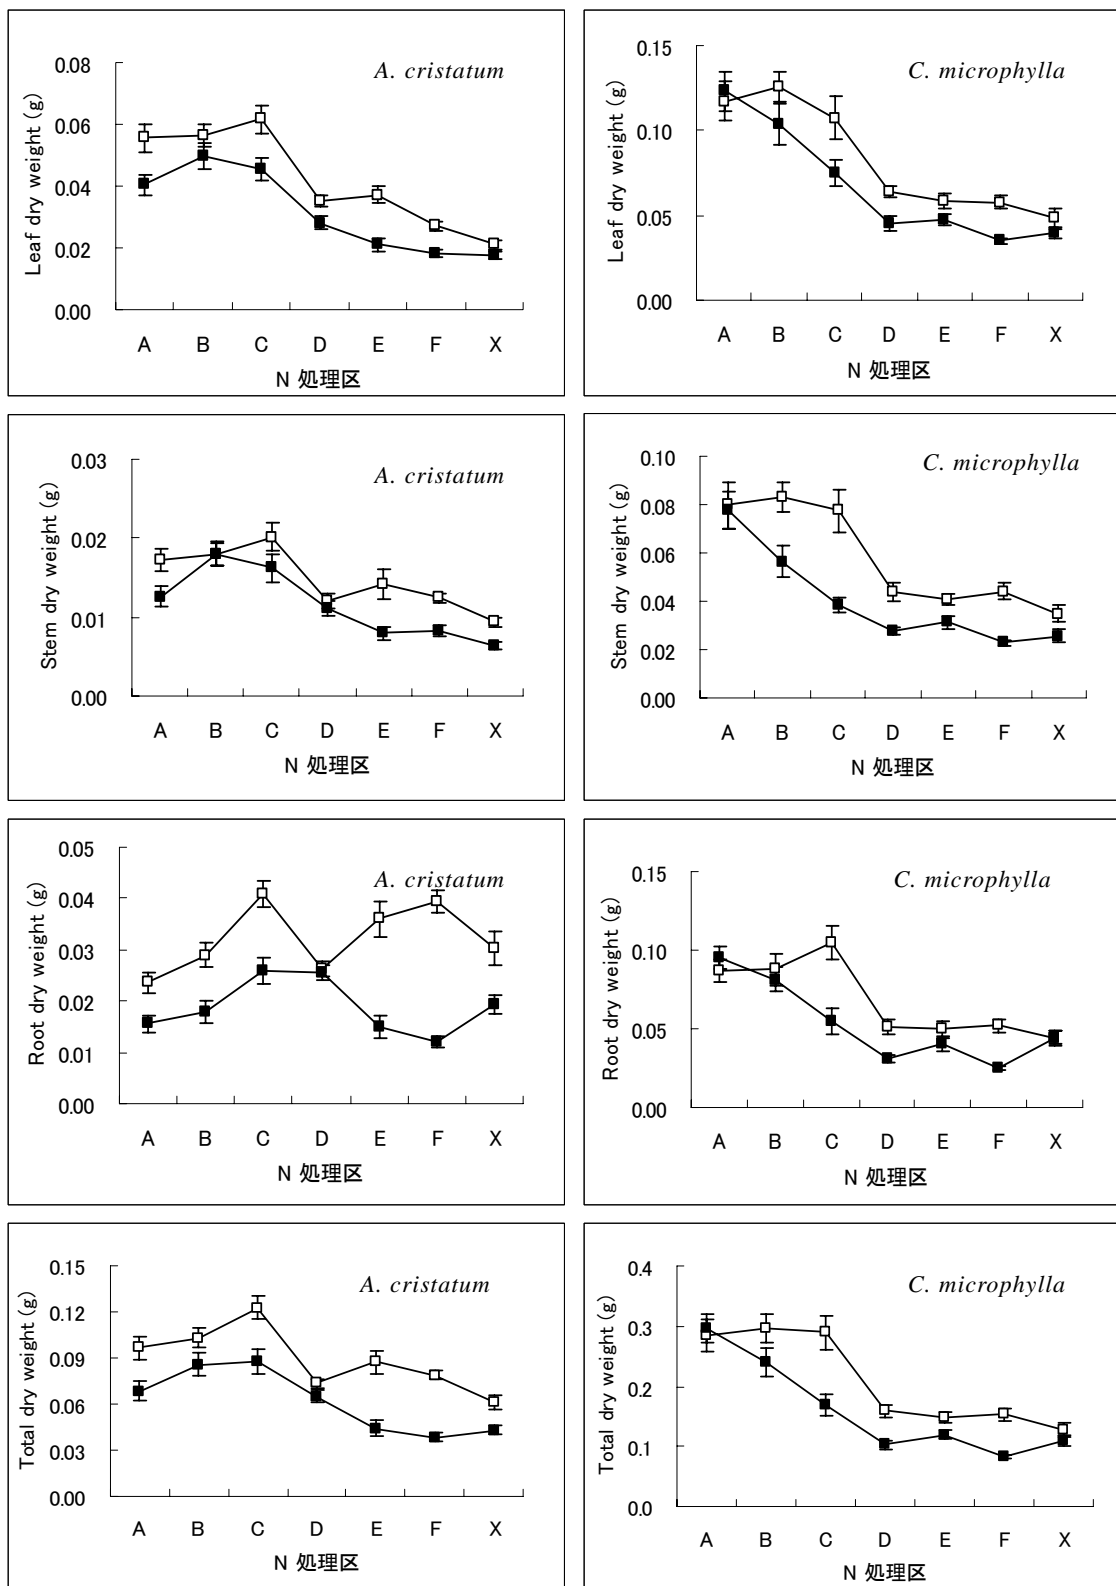 A. cristatum
Leaf dry weight (g)
0.08
0.06
0.04
0.02
0.00
A B C D E F X
N 処理区
C. microphylla
Leaf dry weight (g)
0.15
0.10
0.05
0.00
A B C D E F X
N 処理区
A. cristatum
Stem dry weight (g)
0.03
0.02
0.01
0.00
A B C D E F X
N 処理区
C. microphylla
Stem dry weight (g)
0.10
0.08
0.06
0.04
0.02
0.00
A B C D E F X
N 処理区
A. cristatum
Root dry weight (g)
0.05
0.04
0.03
0.02
0.01
0.00
A B C D E F X
N 処理区
C. microphylla
Root dry weight (g)
0.15
0.10
0.05
0.00
A B C D E F X
N 処理区
A. cristatum
Total dry weight (g)
0.15
0.12
0.09
0.06
0.03
0.00
A B C D E F X
N 処理区
C. microphylla
Total dry weight (g)
0.4
0.3
0.2
0.1
0.0
A B C D E F X
N 処理区